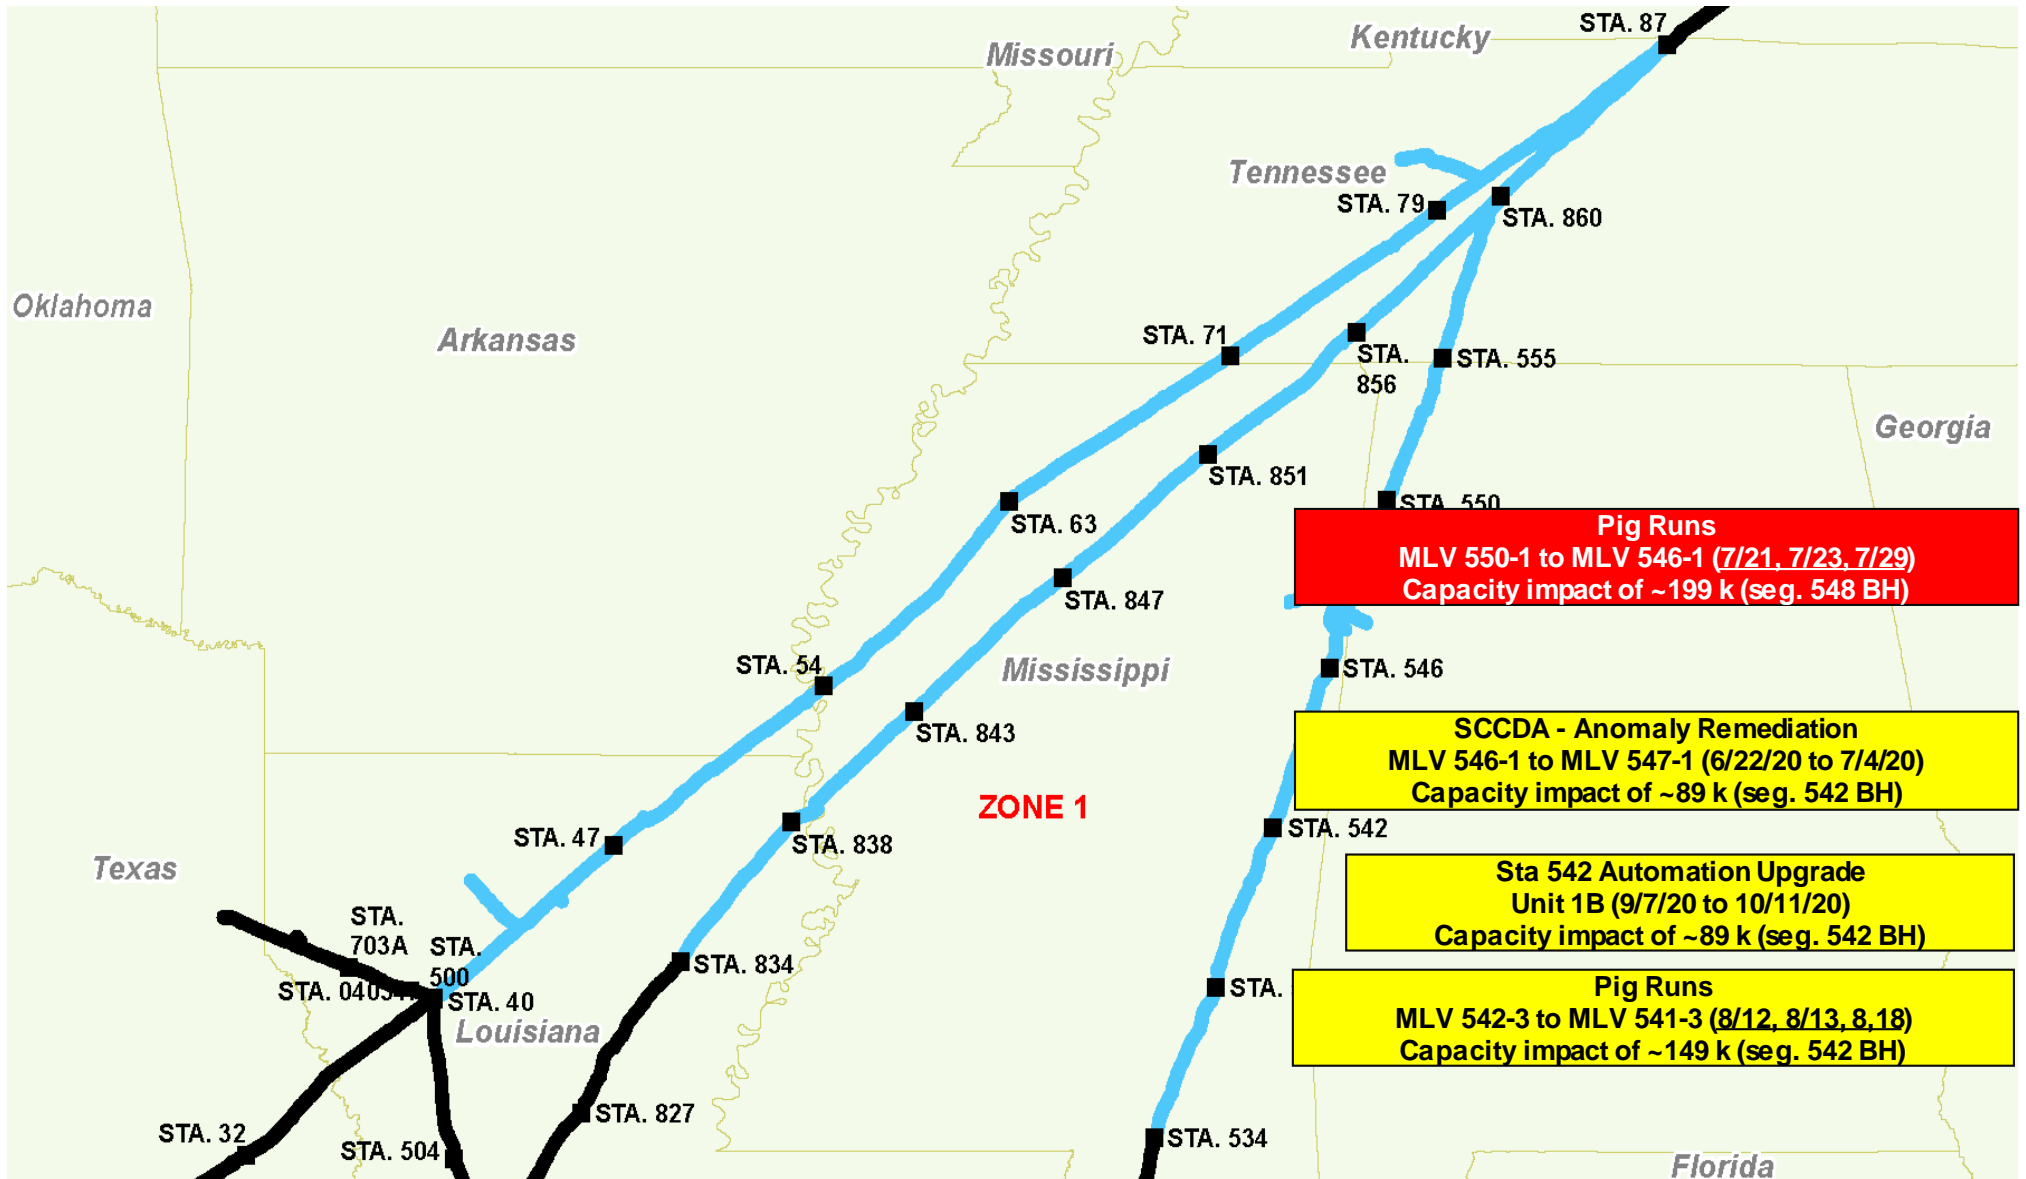 STA. 87
Kentucky
Missouri
Tennessee
STA. 79
STA. 860
Oklahoma
Arkansas
STA. 71
STA.
856
STA. 555
Georgia
STA. 851
STA. 63
STA. 550
Pig Runs
MLV 550-1 to MLV 546-1 (7/21, 7/23, 7/29)
Capacity impact of ~199 k (seg. 548 BH)
STA. 847
STA. 54
Mississippi
STA. 546
STA. 843
SCCDA - Anomaly Remediation
MLV 546-1 to MLV 547-1 (6/22/20 to 7/4/20)
Capacity impact of ~89 k (seg. 542 BH)
ZONE 1
STA. 47
STA. 838
STA. 542
Texas
Sta 542 Automation Upgrade
Unit 1B (9/7/20 to 10/11/20)
Capacity impact of ~89 k (seg. 542 BH)
STA.
703A
STA.
500
STA. 834
STA.
STA. 40
STA.
Pig Runs
MLV 542-3 to MLV 541-3 (8/12, 8/13, 8,18)
Capacity impact of ~149 k (seg. 542 BH)
Louisiana
STA. 827
STA. 32
STA. 504
STA. 534
Florida